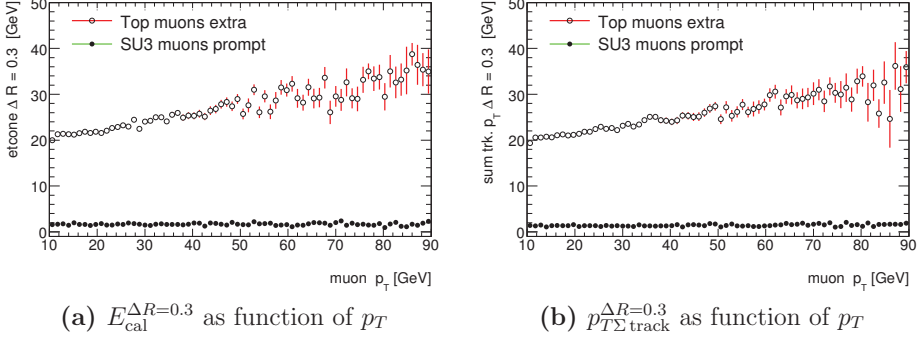 etcone Δ R = 0.3 [GeV]
50
40
30
20
10
0
Top muons extra
SU3 muons prompt
10 20 30 40 50 60 70 80 90
muon p_T [GeV]
(a) E_cal^{ΔR=0.3} as function of p_T
sum trk. p_T Δ R = 0.3 [GeV]
50
40
30
20
10
0
Top muons extra
SU3 muons prompt
10 20 30 40 50 60 70 80 90
muon p_T [GeV]
(b) p_{TΣ track}^{ΔR=0.3} as function of p_T